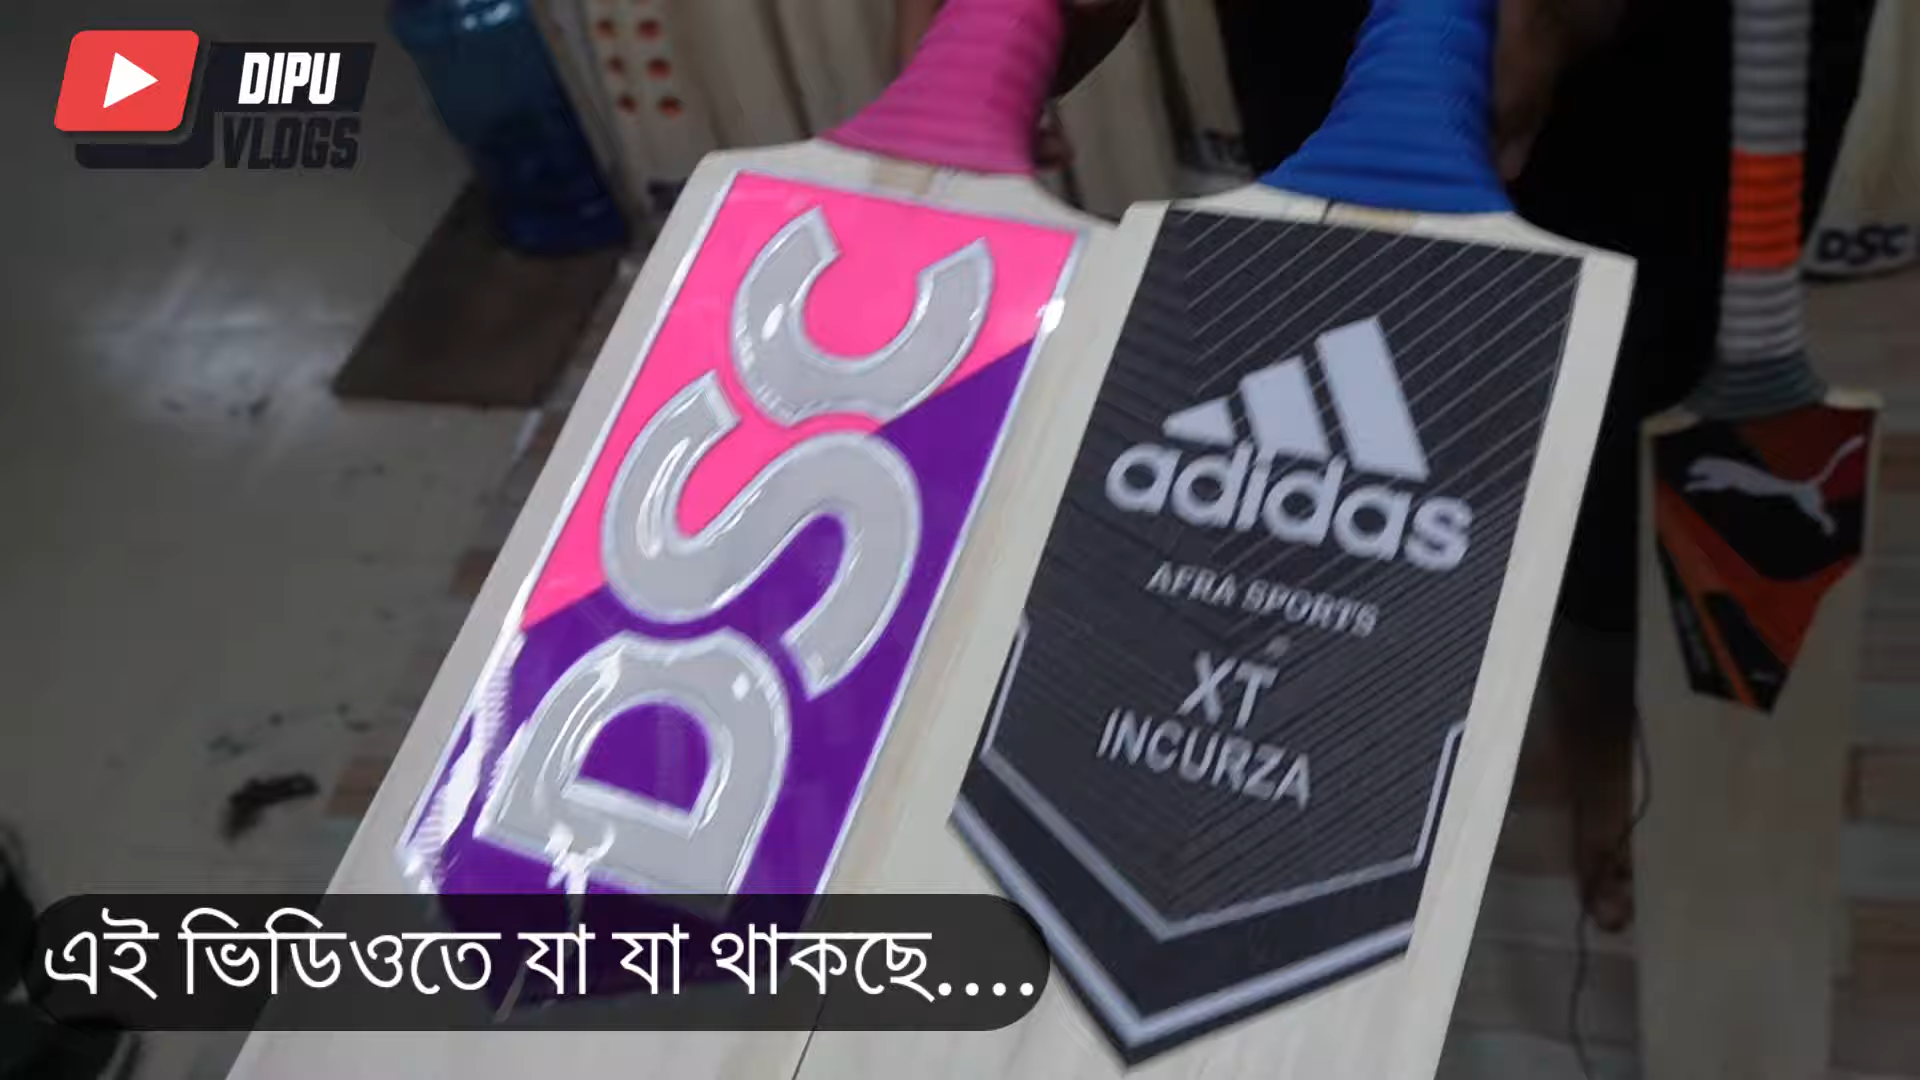 DIPU
VLOGS
DSC
adidas
AFRA SPORTS
XT
INCURZA
DSC
এই ভিডিওতে যা যা থাকছে....